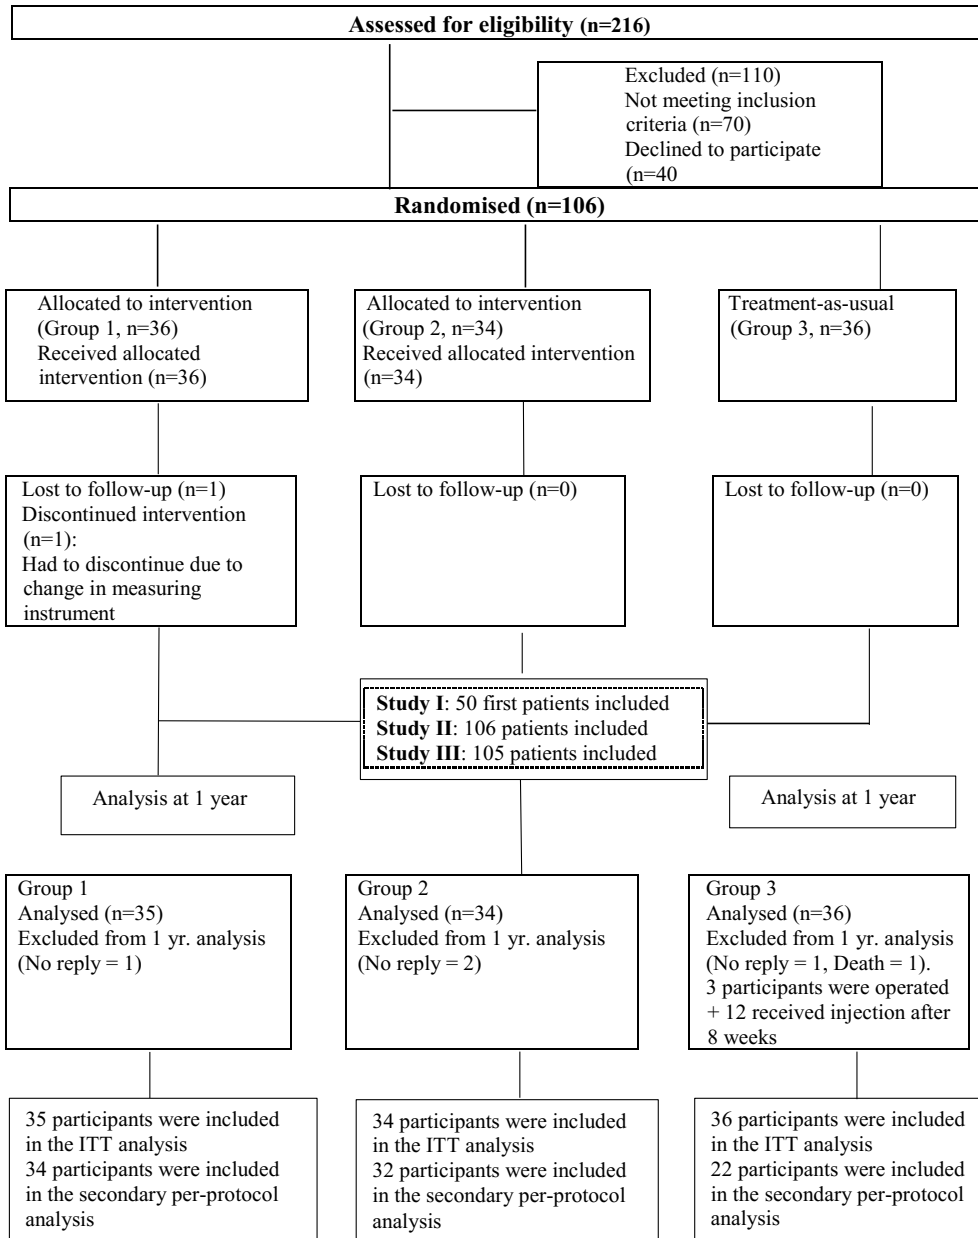 Assessed for eligibility (n=216)
Excluded (n=110)
Not meeting inclusion
criteria (n=70)
Declined to participate
(n=40
Randomised (n=106)
Allocated to intervention
(Group 1, n=36)
Received allocated
intervention (n=36)
Allocated to intervention
(Group 2, n=34)
Received allocated intervention
(n=34)
Treatment-as-usual
(Group 3, n=36)
Lost to follow-up (n=1)
Discontinued intervention
(n=1):
Had to discontinue due to
change in measuring
instrument
Lost to follow-up (n=0)
Lost to follow-up (n=0)
Study I: 50 first patients included
Study II: 106 patients included
Study III: 105 patients included
Analysis at 1 year
Analysis at 1 year
Group 1
Analysed (n=35)
Excluded from 1 yr. analysis
(No reply = 1)
Group 2
Analysed (n=34)
Excluded from 1 yr. analysis
(No reply = 2)
Group 3
Analysed (n=36)
Excluded from 1 yr. analysis
(No reply = 1, Death = 1).
3 participants were operated
+ 12 received injection after
8 weeks
35 participants were included
in the ITT analysis
34 participants were included
in the secondary per-protocol
analysis
34 participants were included
in the ITT analysis
32 participants were included
in the secondary per-protocol
analysis
36 participants were included
in the ITT analysis
22 participants were included
in the secondary per-protocol
analysis